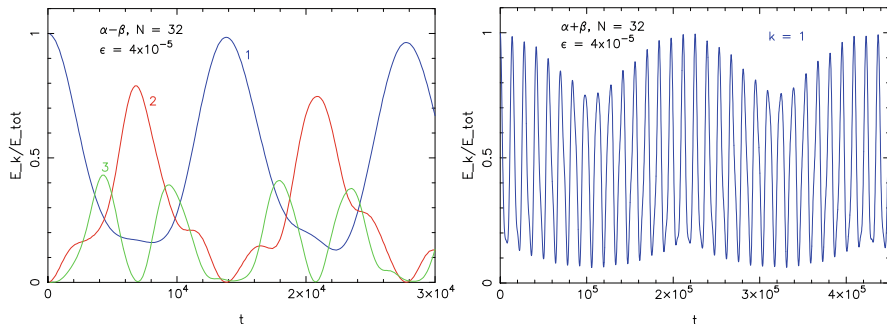 α−β, N = 32
ϵ = 4x10⁻⁵
1
2
3
E_k/E_tot
1
0.5
0
0
10⁴
2x10⁴
3x10⁴
t
α+β, N = 32
ϵ = 4x10⁻⁵
k = 1
E_k/E_tot
1
0.5
0
0
10⁵
2x10⁵
3x10⁵
4x10⁵
t